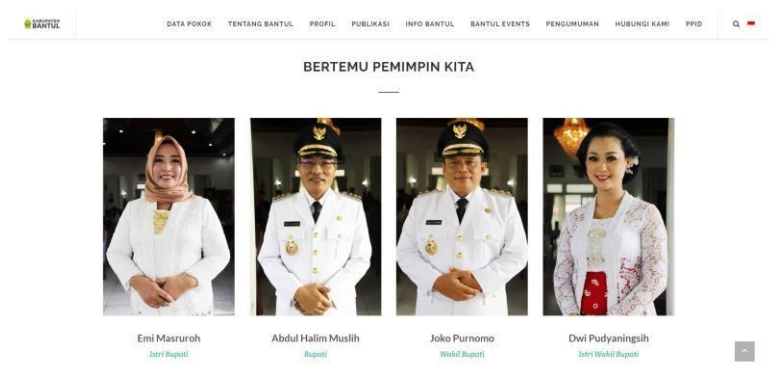 KABUPATEN
BANTUL
DATA POKOK TENTANG BANTUL PROFIL PUBLIKASI INFO BANTUL BANTUL EVENTS PENGUMUMAN HUBUNGI KAMI PPID
BERTEMU PEMIMPIN KITA
Emi Masruroh Abdul Halim Muslih Joko Purnomo Dwi Pudyaningsih
Istri Bupati Bupati Wakil Bupati Istri Wakil Bupati